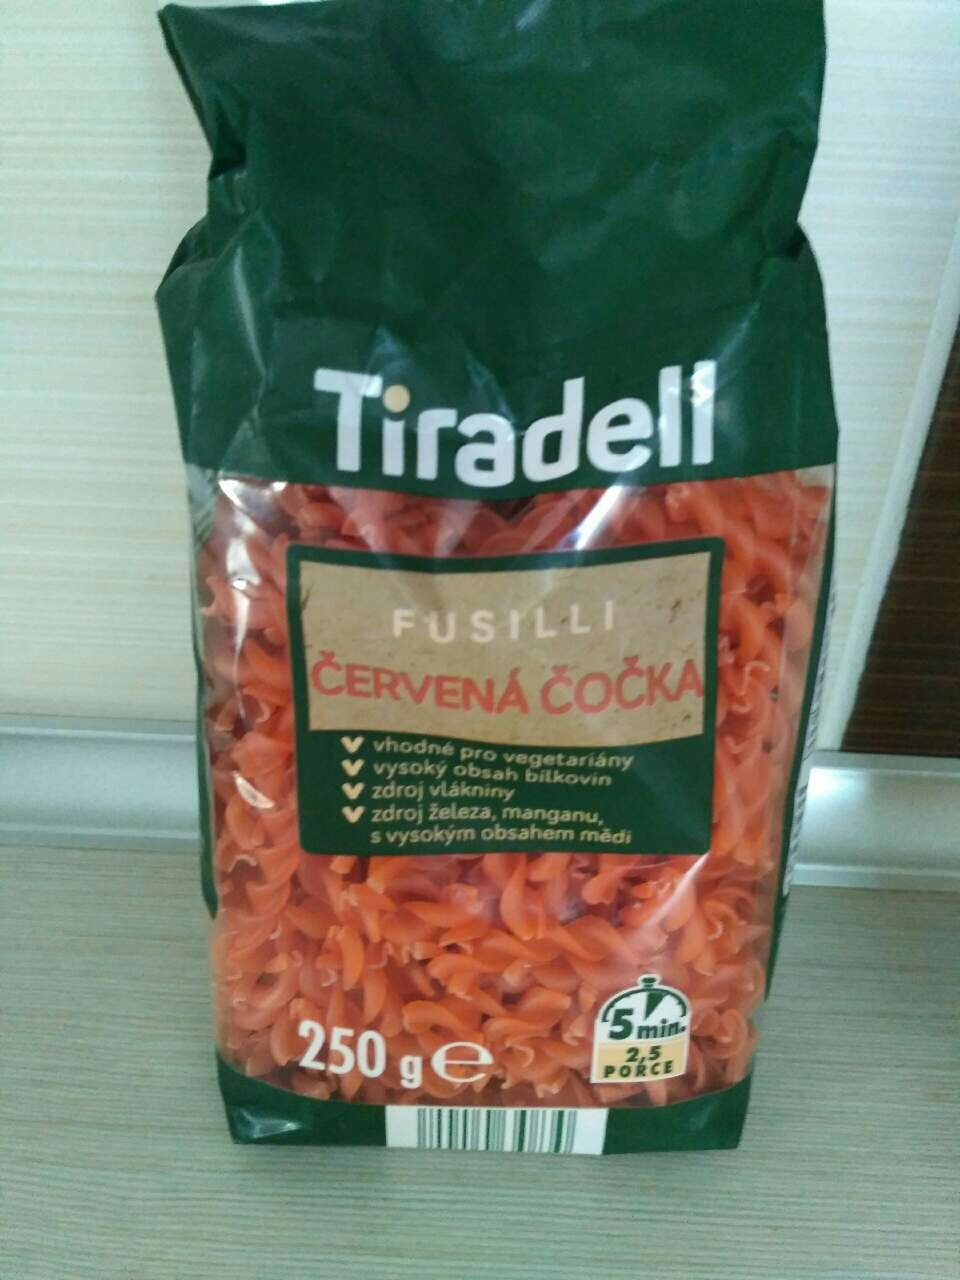 Tiradell
FUSILLI
ČERVENÁ ČOČKA
vhodné pro vegetariány
vysoký obsah bílkovin
zdroj vlákniny
zdroj železa, manganu,
s vysokým obsahem mědi
5 min.
2,5
PORCE
250 g ℮